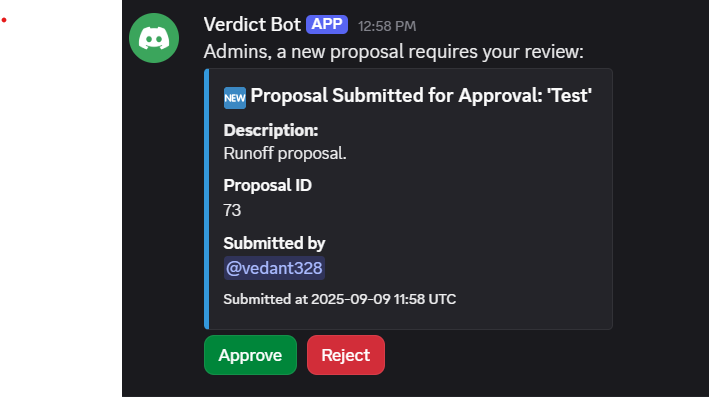 Verdict Bot APP 12:58 PM
Admins, a new proposal requires your review:
NEW Proposal Submitted for Approval: 'Test'
Description:
Runoff proposal.
Proposal ID
73
Submitted by
@vedant328
Submitted at 2025-09-09 11:58 UTC
Approve Reject